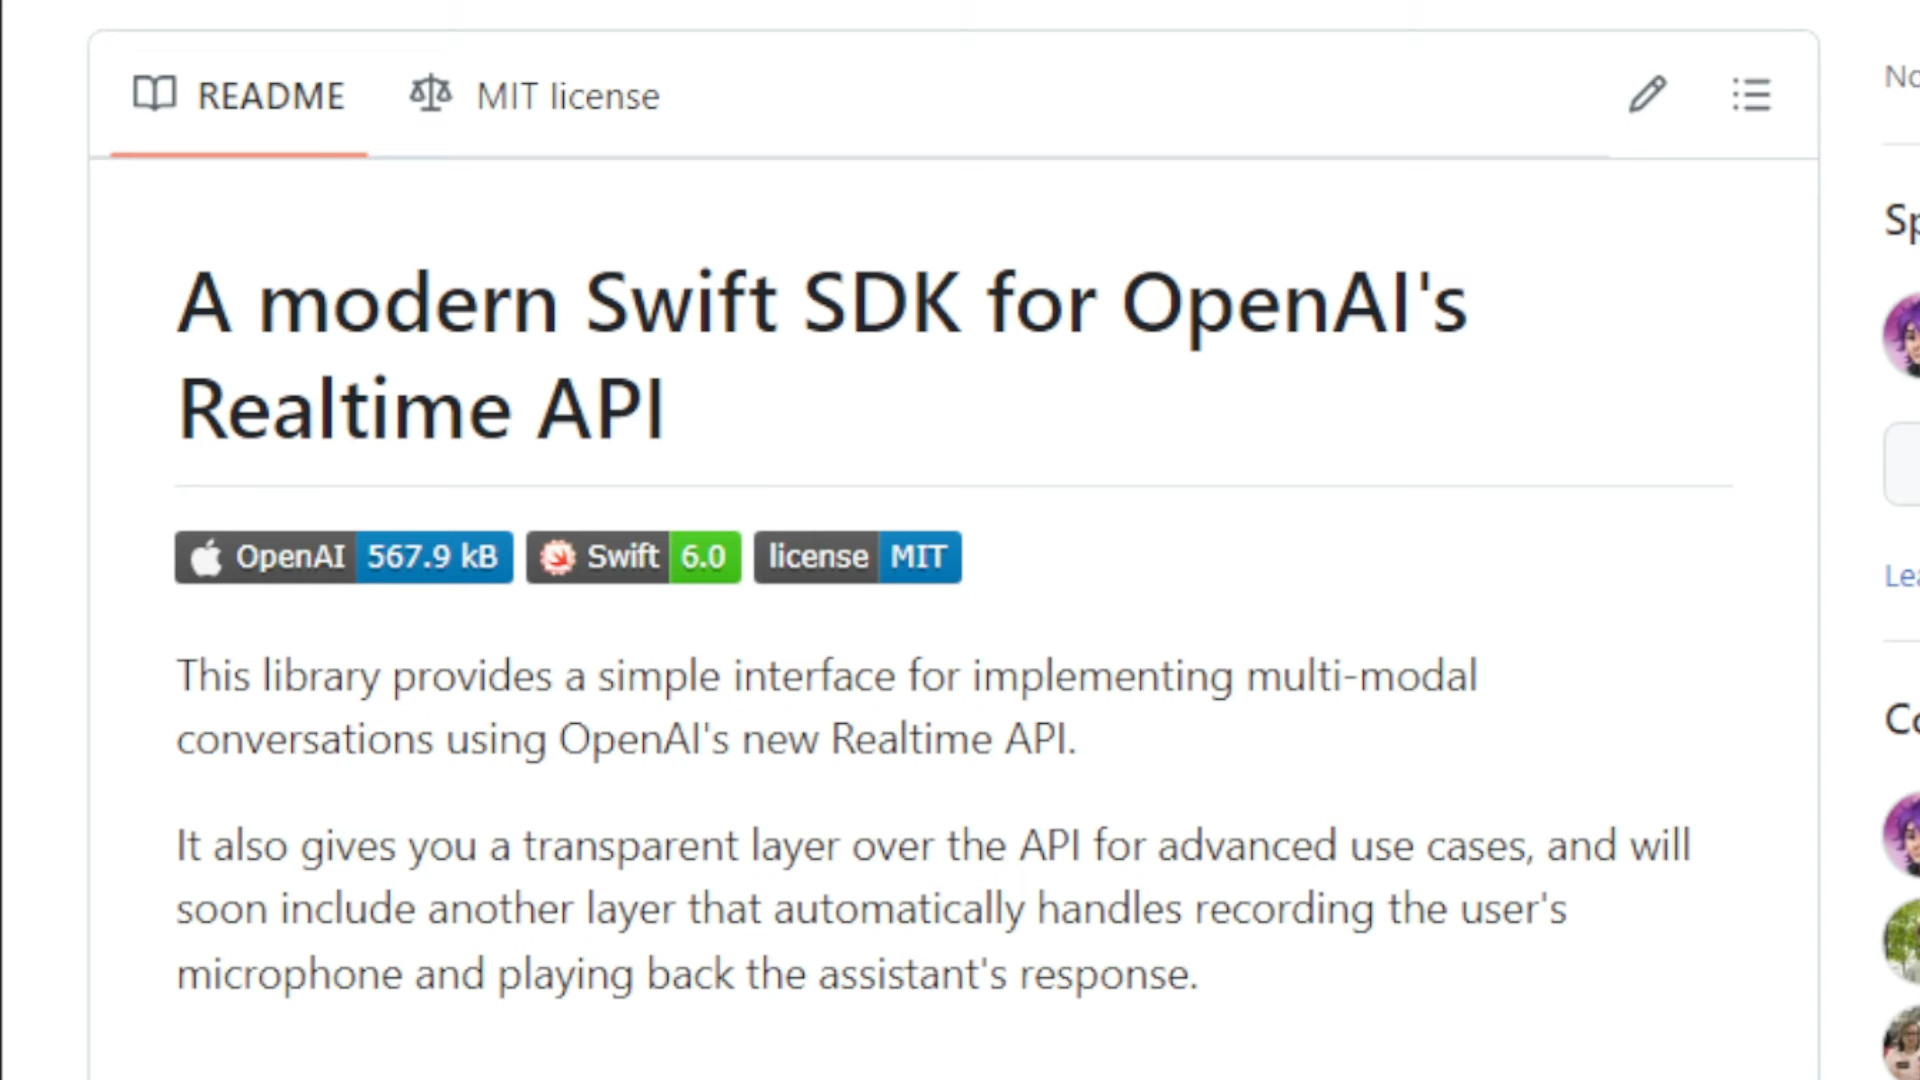 README
MIT license
A modern Swift SDK for OpenAI's
Realtime API
OpenAI 567.9 kB
Swift 6.0
license MIT
This library provides a simple interface for implementing multi-modal
conversations using OpenAI's new Realtime API.
It also gives you a transparent layer over the API for advanced use cases, and will
soon include another layer that automatically handles recording the user's
microphone and playing back the assistant's response.